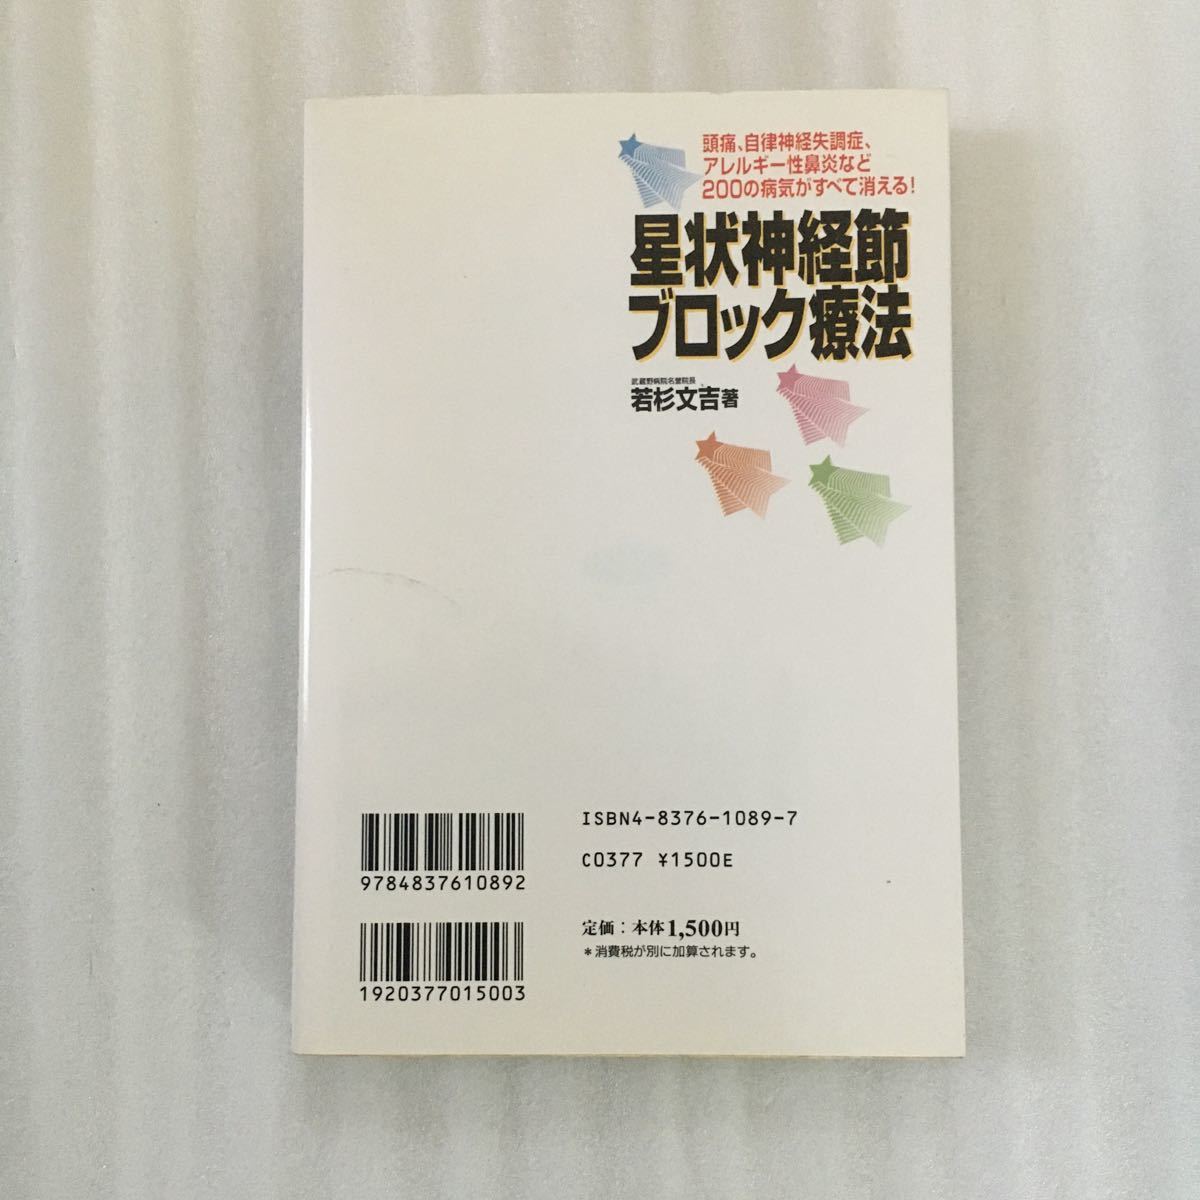 頭痛、自律神経失調症、
アレルギー性鼻炎など
200の病気がすべて消える!
星状神経節
ブロック療法
武蔵野病院名誉院長
若杉文吉著
ISBN4-8376-1089-7
C0377 ¥1500E
9784837610892
定価:本体1,500円
*消費税が別に加算されます。
1920377015003